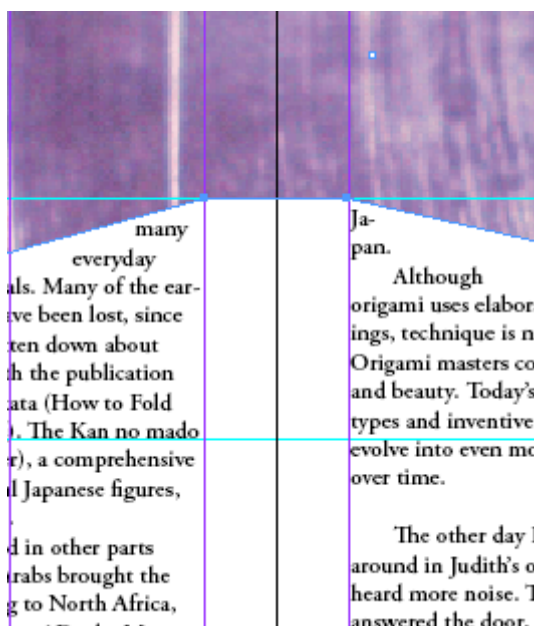 many
everyday
als. Many of the ear-
ve been lost, since
ten down about
h the publication
ata (How to Fold
). The Kan no mado
r), a comprehensive
l Japanese figures,
.
d in other parts
rabs brought the
g to North Africa,
Ja-
pan.
Although
origami uses elabor
ings, technique is n
Origami masters co
and beauty. Today's
types and inventive
evolve into even mo
over time.
The other day
around in Judith's o
heard more noise. T
answered the door,